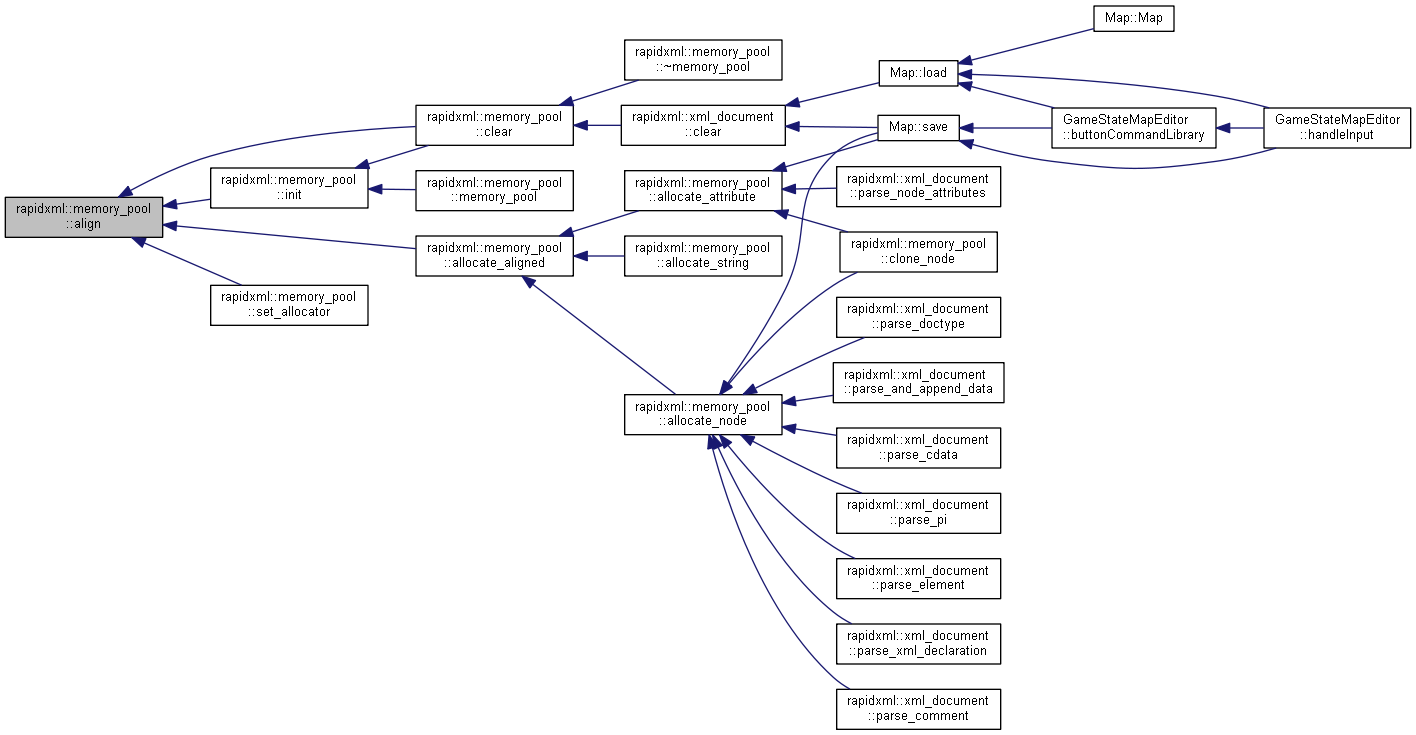 rapidxml::memory_pool
::align
rapidxml::memory_pool
::clear
rapidxml::memory_pool
::init
rapidxml::memory_pool
::allocate_aligned
rapidxml::memory_pool
::set_allocator
rapidxml::memory_pool
::~memory_pool
rapidxml::xml_document
::clear
rapidxml::memory_pool
::memory_pool
rapidxml::memory_pool
::allocate_attribute
rapidxml::memory_pool
::allocate_string
rapidxml::memory_pool
::allocate_node
Map::load
Map::save
rapidxml::xml_document
::parse_node_attributes
rapidxml::memory_pool
::clone_node
rapidxml::xml_document
::parse_doctype
rapidxml::xml_document
::parse_and_append_data
rapidxml::xml_document
::parse_cdata
rapidxml::xml_document
::parse_pi
rapidxml::xml_document
::parse_element
rapidxml::xml_document
::parse_xml_declaration
rapidxml::xml_document
::parse_comment
Map::Map
GameStateMapEditor
::buttonCommandLibrary
GameStateMapEditor
::handleInput